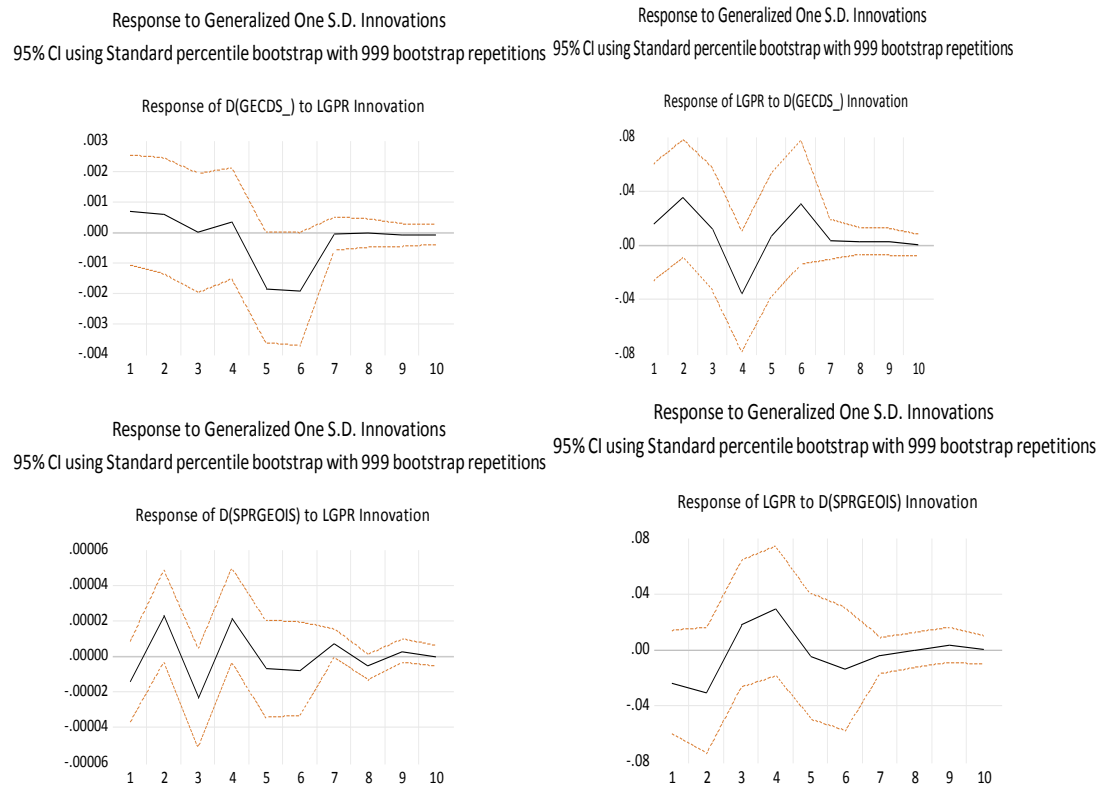 Response to Generalized One S.D. Innovations
95% CI using Standard percentile bootstrap with 999 bootstrap repetitions
Response of D(GECDS_) to LGPR Innovation
.003
.002
.001
.000
-.001
-.002
-.003
-.004
1 2 3 4 5 6 7 8 9 10
Response to Generalized One S.D. Innovations
95% CI using Standard percentile bootstrap with 999 bootstrap repetitions
Response of LGPR to D(GECDS_) Innovation
.08
.04
.00
-.04
-.08
1 2 3 4 5 6 7 8 9 10
Response to Generalized One S.D. Innovations
95% CI using Standard percentile bootstrap with 999 bootstrap repetitions
Response of D(SPRGEOIS) to LGPR Innovation
.00006
.00004
.00002
.00000
-.00002
-.00004
-.00006
1 2 3 4 5 6 7 8 9 10
Response to Generalized One S.D. Innovations
95% CI using Standard percentile bootstrap with 999 bootstrap repetitions
Response of LGPR to D(SPRGEOIS) Innovation
.08
.04
.00
-.04
-.08
1 2 3 4 5 6 7 8 9 10